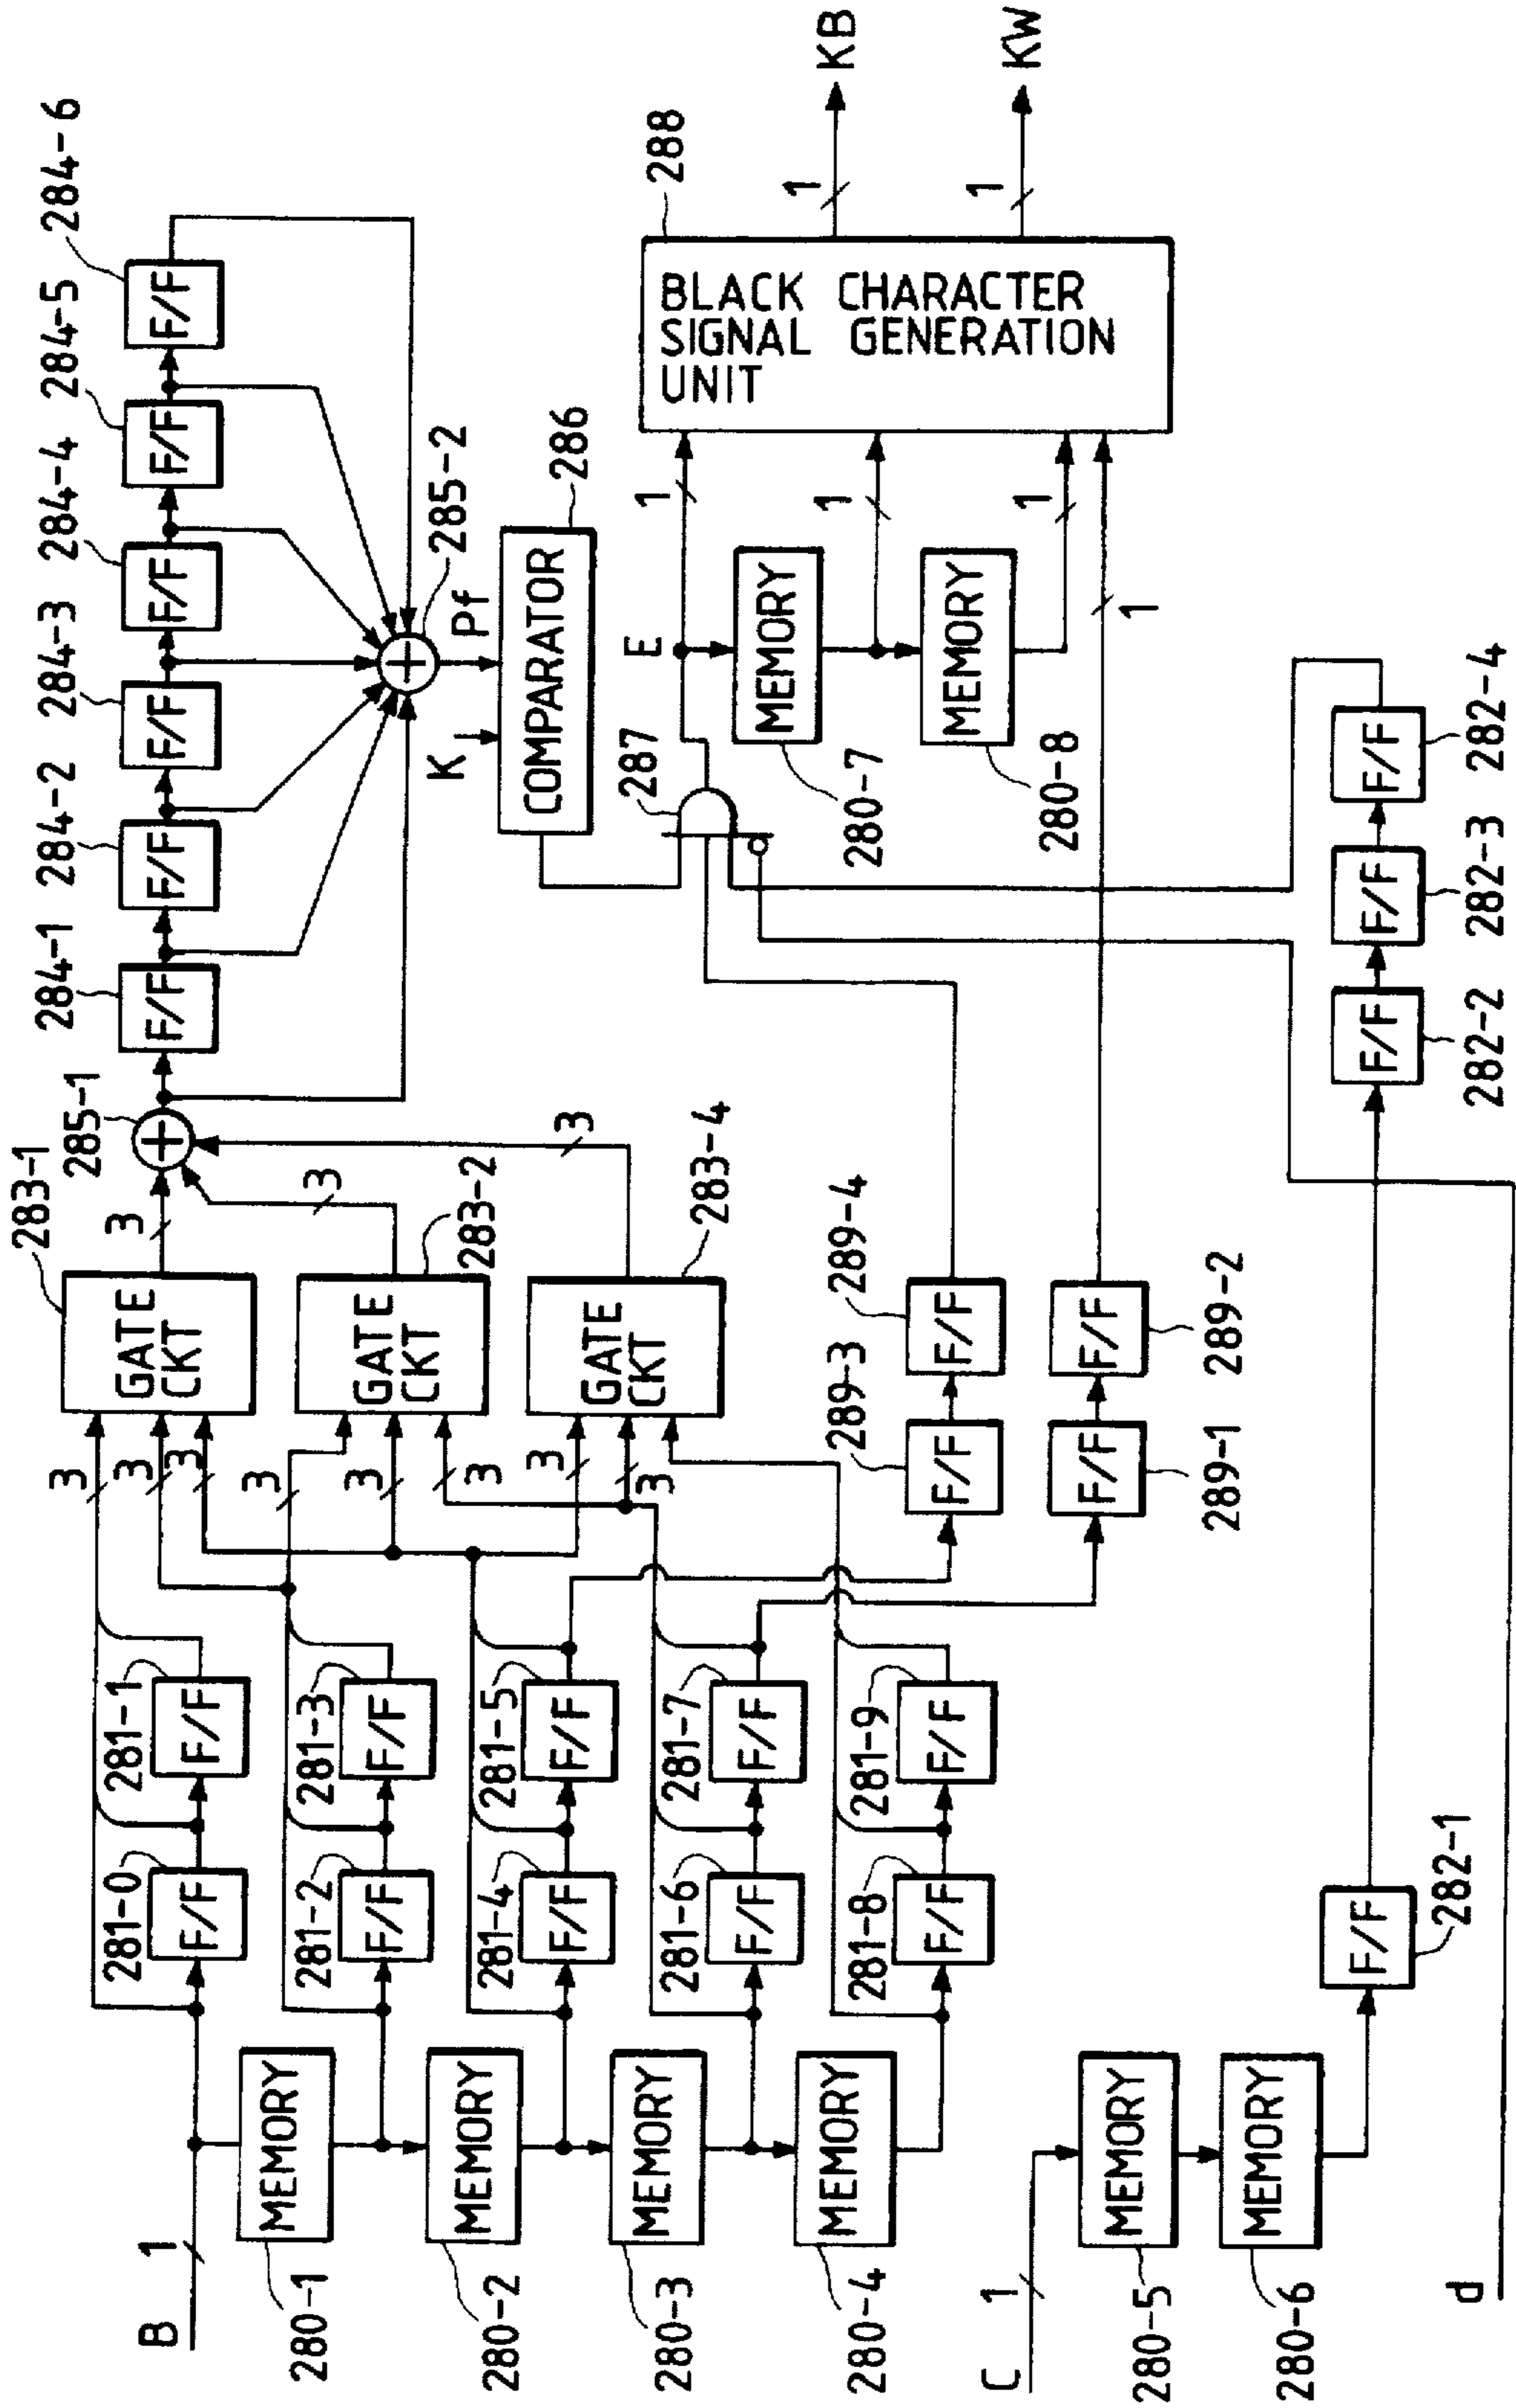 B
1
MEMORY
280-1
MEMORY
280-2
MEMORY
280-3
MEMORY
280-4
C
1
MEMORY
280-5
MEMORY
280-6
d
281-0
F/F
281-1
F/F
281-2
F/F
281-3
F/F
281-4
F/F
281-5
F/F
281-6
F/F
281-7
F/F
281-8
F/F
281-9
F/F
F/F
282-1
3
3
3
3
3
3
3
3
283-1
GATE
CKT
283-2
GATE
CKT
283-4
GATE
CKT
3
3
3
289-3
F/F
289-4
F/F
F/F
289-1
F/F
289-2
285-1
+
284-1
F/F
284-2
F/F
284-3
F/F
284-4
F/F
284-5
F/F
284-6
F/F
+
285-2
Pf
K
COMPARATOR
286
287
E
MEMORY
280-7
MEMORY
280-8
1
1
1
1
F/F
282-2
F/F
282-3
F/F
282-4
288
BLACK CHARACTER
SIGNAL GENERATION
UNIT
1
KB
1
KW